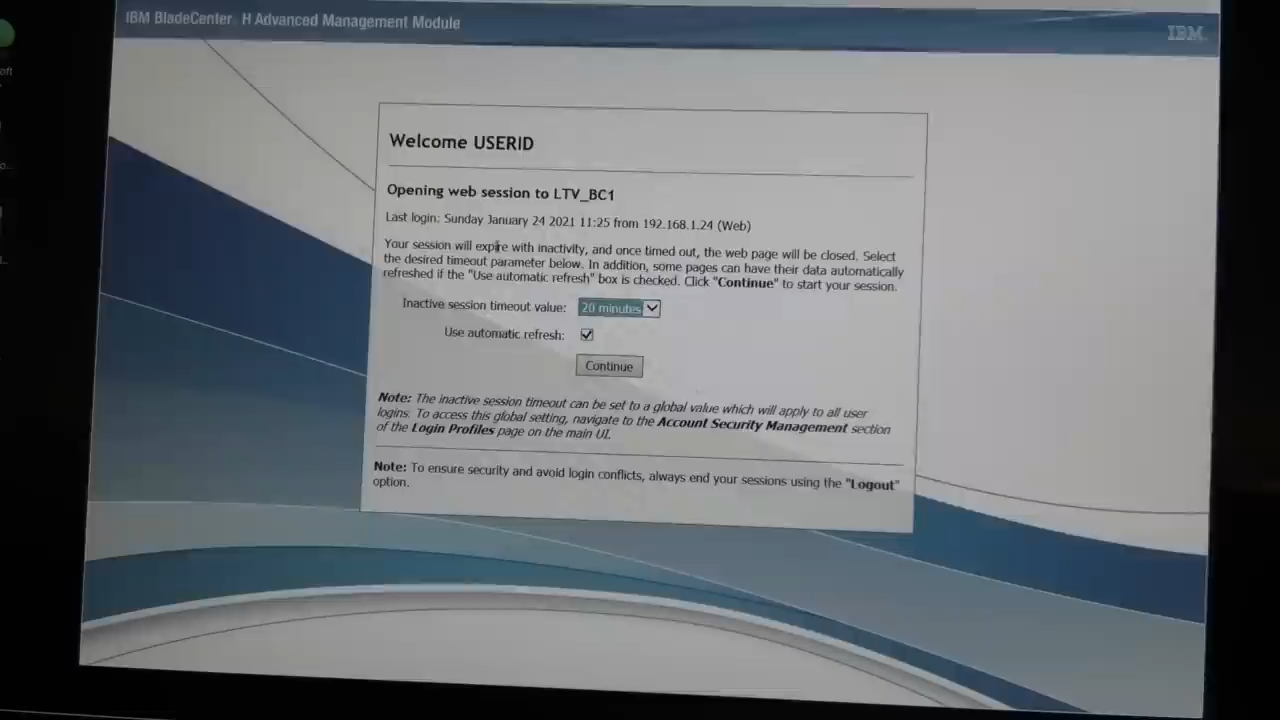 IBM BladeCenter H Advanced Management Module
IBM
Welcome USERID
Opening web session to LTV_BC1
Last login: Sunday January 24 2021 11:25 from 192.168.1.24 (Web)
Your session will expire with inactivity, and once timed out, the web page will be closed. Select
the desired timeout parameter below. In addition, some pages can have their data automatically
refreshed if the "Use automatic refresh" box is checked. Click "Continue" to start your session.
Inactive session timeout value: 20 minutes
Use automatic refresh:
Continue
Note: The inactive session timeout can be set to a global value which will apply to all user
logins. To access this global setting, navigate to the Account Security Management section
of the Login Profiles page on the main UI.
Note: To ensure security and avoid login conflicts, always end your sessions using the "Logout"
option.